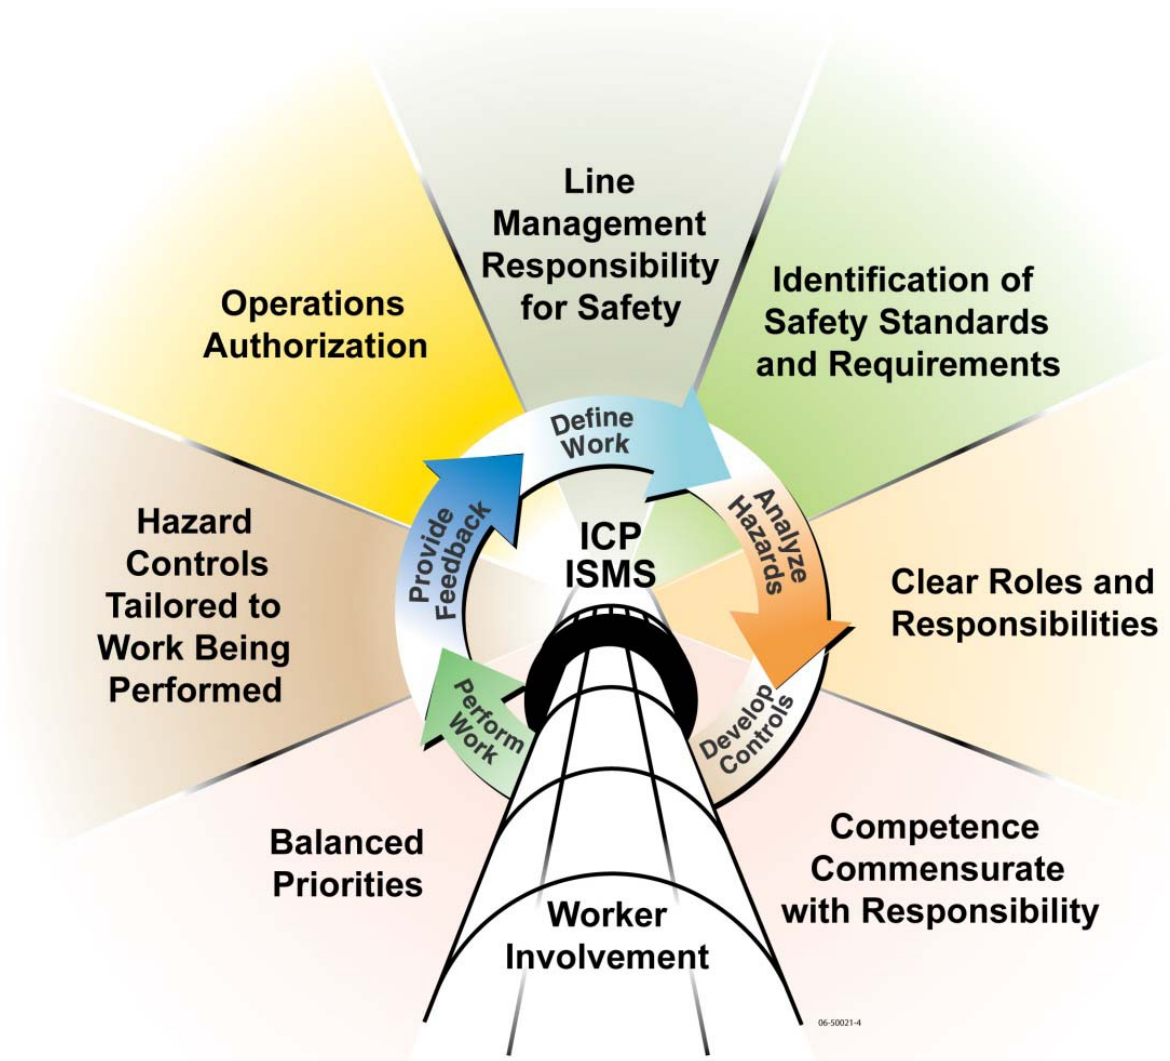 Line
Management
Responsibility
for Safety
Identification of
Safety Standards
and Requirements
Operations
Authorization
Define
Work
Analyze
Hazards
Provide
Feedback
ICP
ISMS
Hazard
Controls
Tailored to
Work Being
Performed
Clear Roles and
Responsibilities
Perform
Work
Develop
Controls
Balanced
Priorities
Competence
Commensurate
with Responsibility
Worker
Involvement
06-50021-4